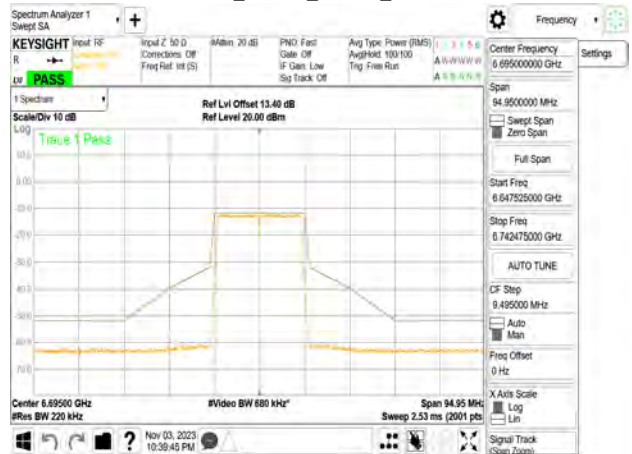 Spectrum Analyzer 1
Swept SA
+
Frequency
KEYSIGHT
R
PASS
Input: RF
Input Z: 50 Ω
Corrections: Off
Freq Ref: Int (S)
#Atten: 20 dB
PNO: Fast
Gate: Off
IF Gain: Low
Sig Track: Off
Avg Type: Power (RMS)
Avg|Hold: 100/100
Trig: Free Run
1 Spectrum
Scale/Div 10 dB
Ref Lvl Offset 13.40 dB
Ref Level 20.00 dBm
Log
Trace 1 Pass
Center 6.69500 GHz
#Res BW 220 kHz
#Video BW 680 kHz*
Span 94.95 MHz
Sweep 2.53 ms (2001 pts
?
Nov 03, 2023
10:39:45 PM
Center Frequency
6.695000000 GHz
Settings
Span
94.9500000 MHz
Swept Span
Zero Span
Full Span
Start Freq
6.647525000 GHz
Stop Freq
6.742475000 GHz
AUTO TUNE
CF Step
9.495000 MHz
Auto
Man
Freq Offset
0 Hz
X Axis Scale
Log
Lin
Signal Track
(Span Zoom)